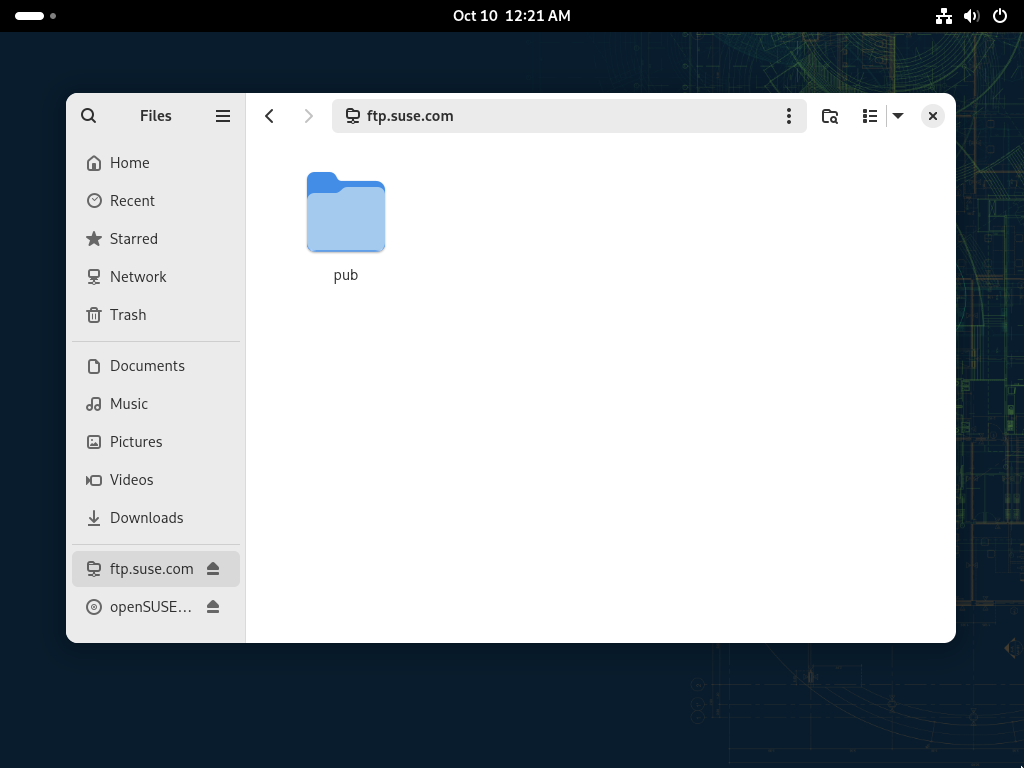 Oct 10 12:21 AM
Files
ftp.suse.com
Home
Recent
Starred
Network
Trash
Documents
Music
Pictures
Videos
Downloads
ftp.suse.com
openSUSE…
pub